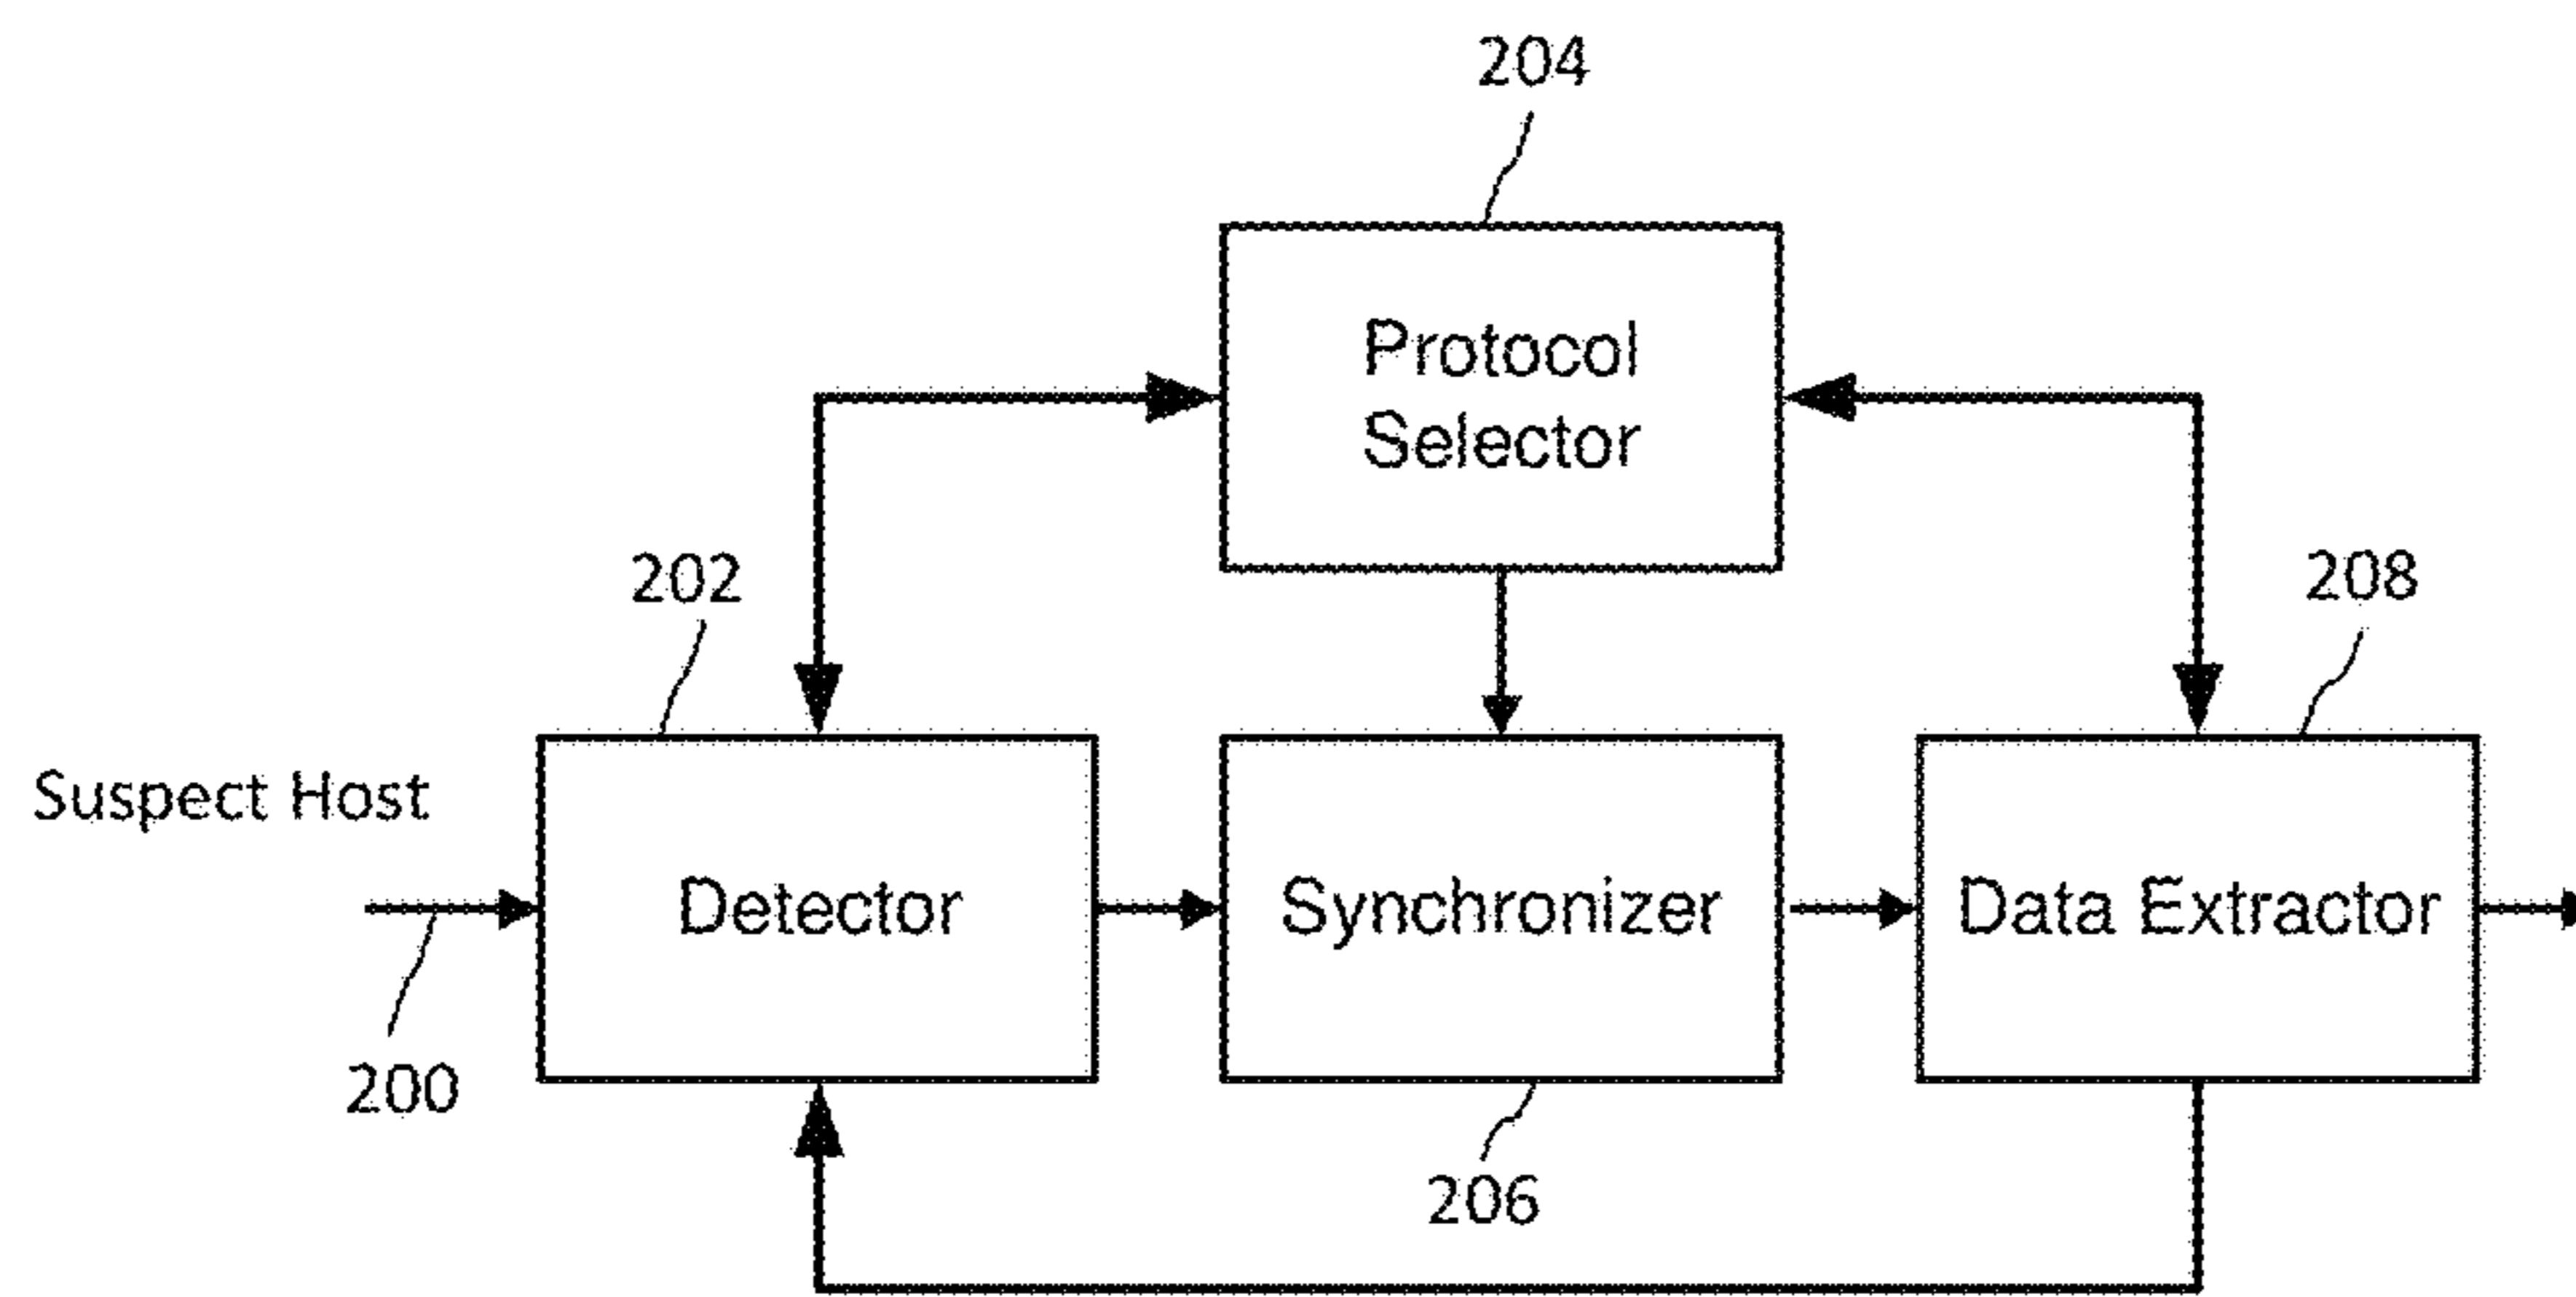 204
Protocol
Selector
202
208
Suspect Host
Detector
Synchronizer
Data Extractor
200
206